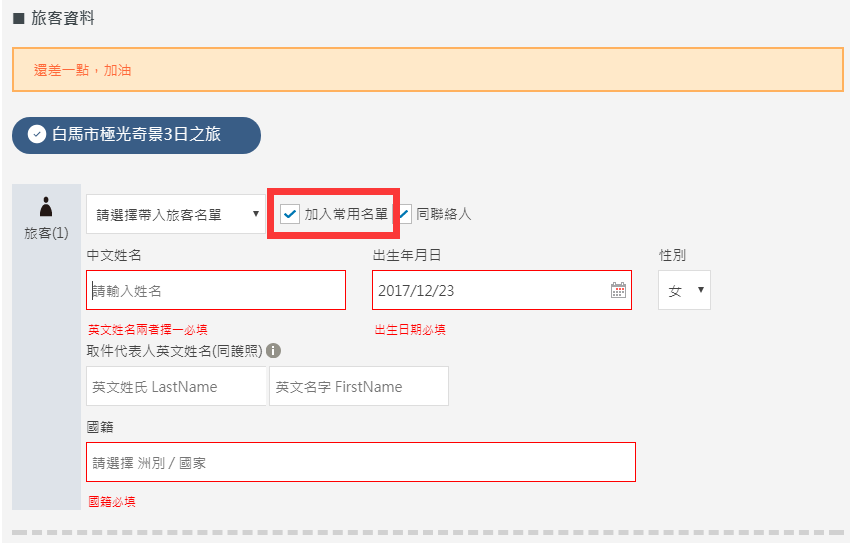 旅客資料
還差一點，加油
白馬市極光奇景3日之旅
旅客(1)
請選擇帶入旅客名單 加入常用名單 同聯絡人
中文姓名 出生年月日 性別
請輸入姓名 2017/12/23 女
英文姓名兩者擇一必填 出生日期必填
取件代表人英文姓名(同護照)
英文姓氏 LastName 英文名字 FirstName
國籍
請選擇 洲別 / 國家
國籍必填